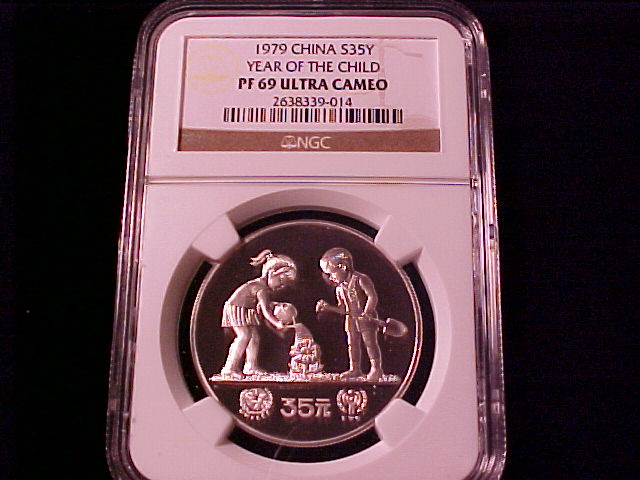 1979 CHINA S35Y
YEAR OF THE CHILD
PF 69 ULTRA CAMEO
2638339-014
NGC
35元